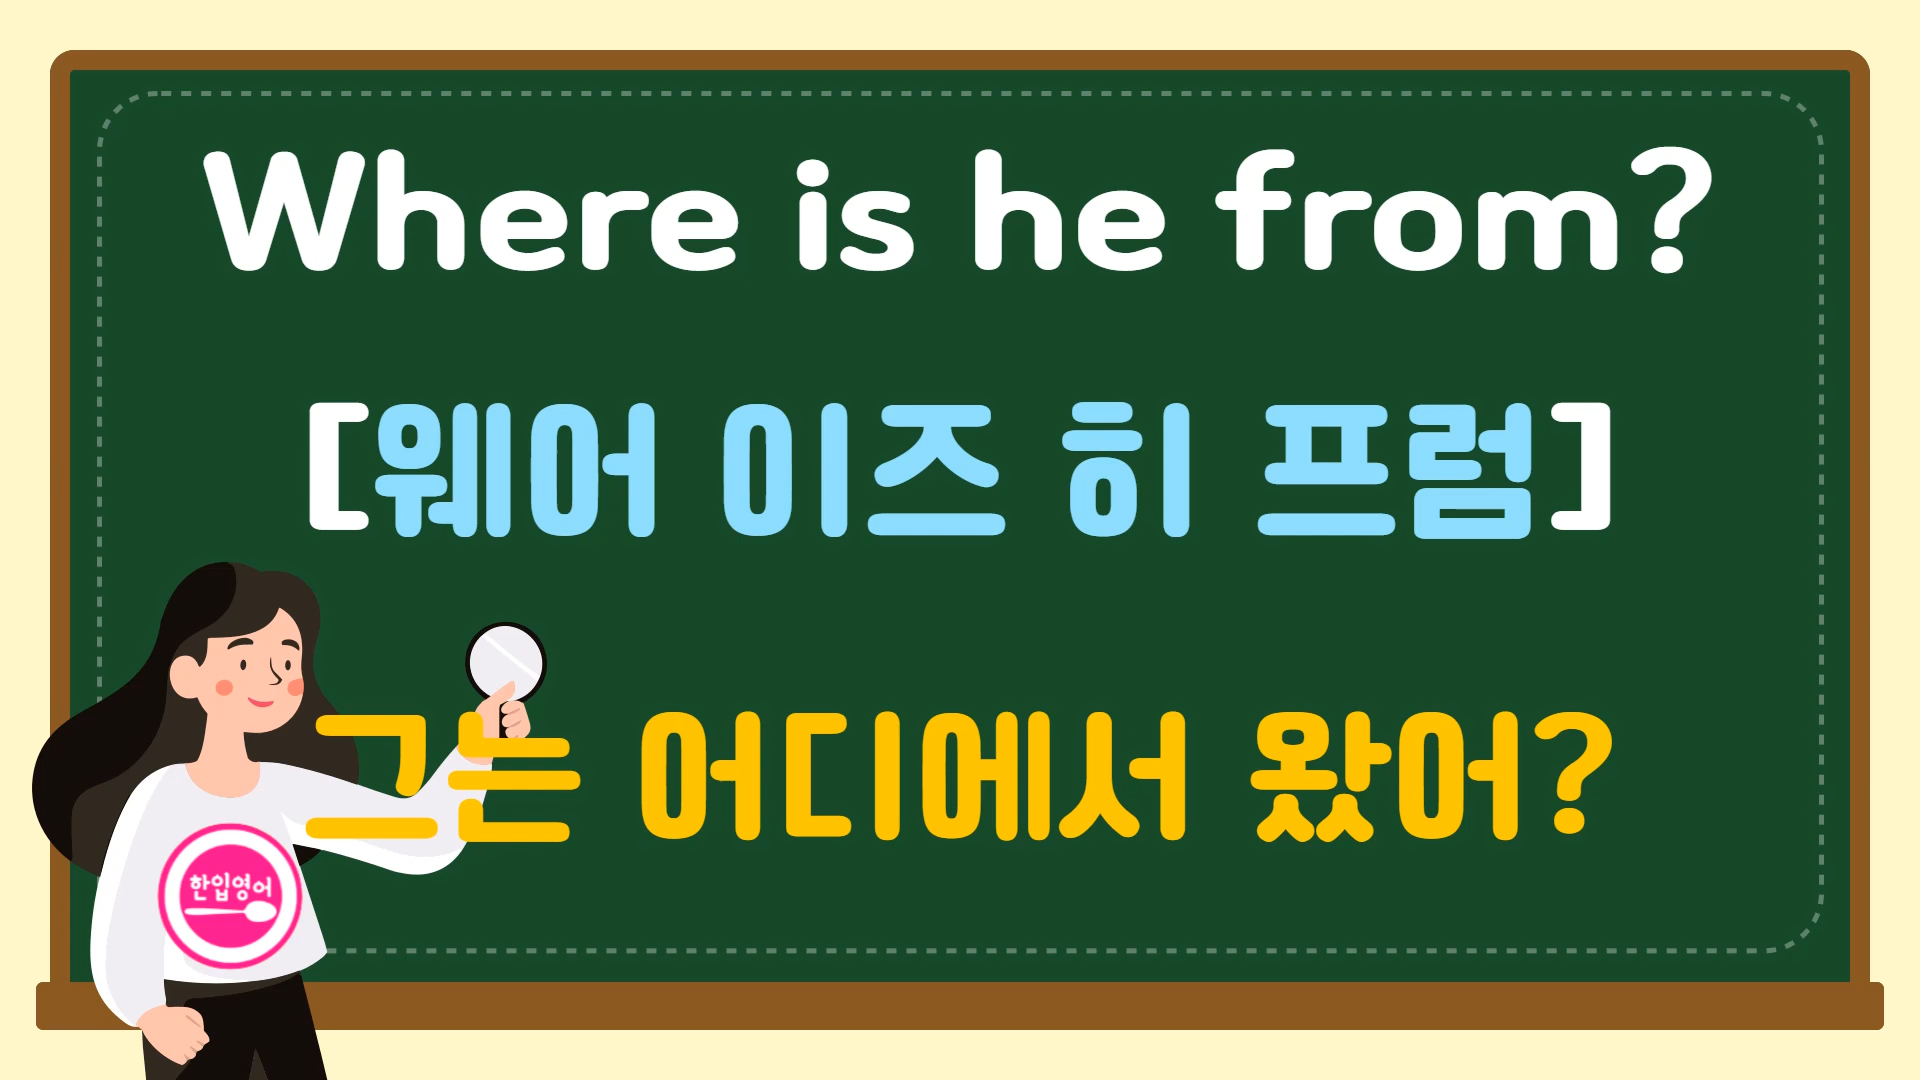 Where is he from?
[웨어 이즈 히 프럼]
그는 어디에서 왔어?
한입영어